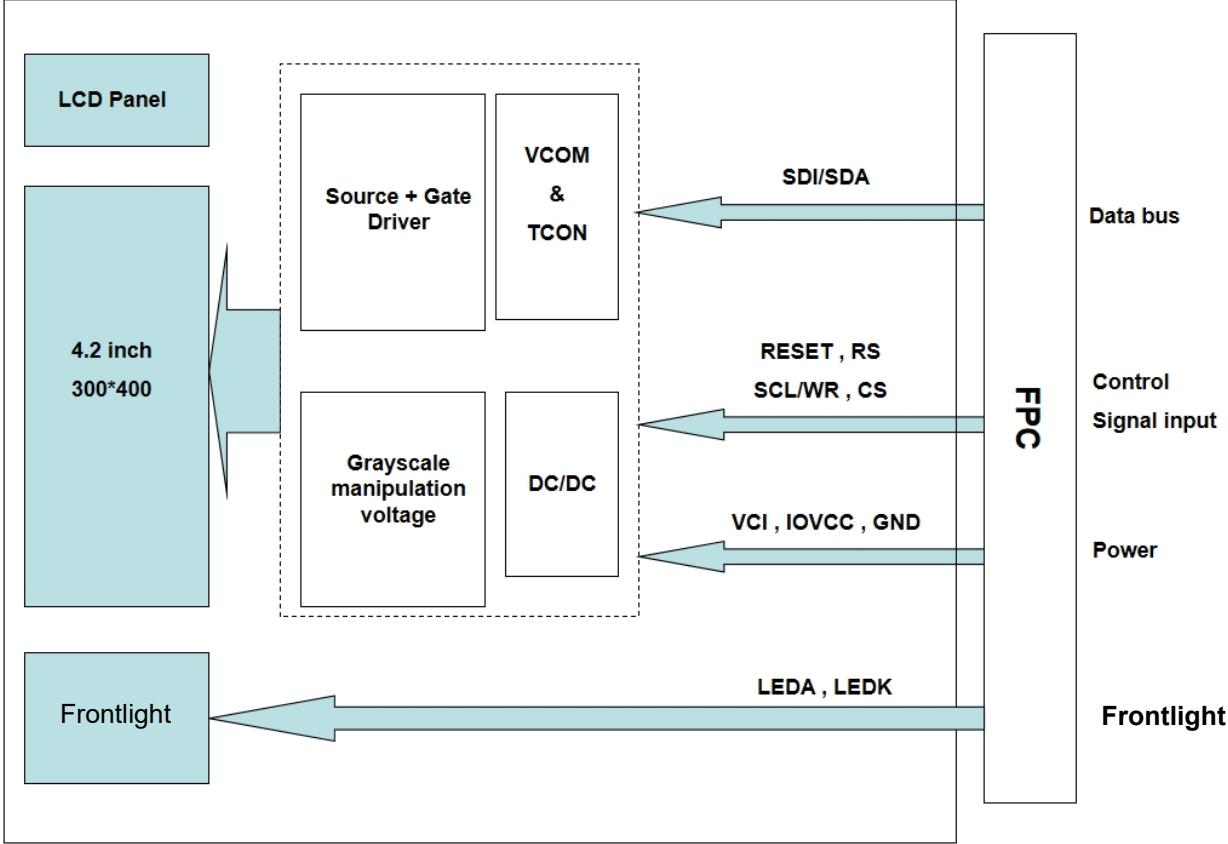 LCD Panel
4.2 inch
300*400
Frontlight
Source + Gate
Driver
VCOM
&
TCON
Grayscale
manipulation
voltage
DC/DC
SDI/SDA
RESET , RS
SCL/WR , CS
VCI , IOVCC , GND
LEDA , LEDK
FPC
Data bus
Control
Signal input
Power
Frontlight